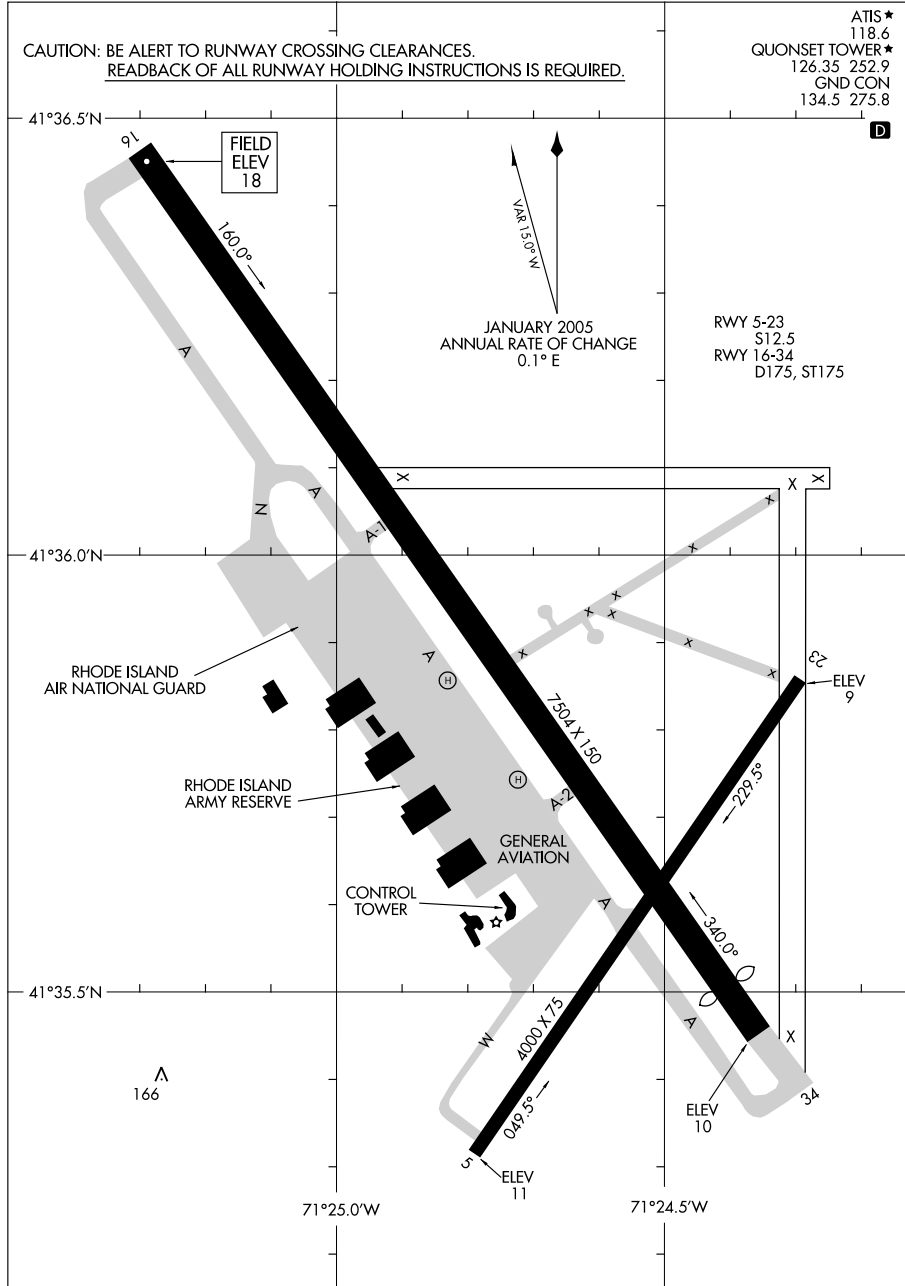 ATIS★
118.6
QUONSET TOWER★
126.35 252.9
GND CON
134.5 275.8
D
CAUTION: BE ALERT TO RUNWAY CROSSING CLEARANCES.
READBACK OF ALL RUNWAY HOLDING INSTRUCTIONS IS REQUIRED.
41°36.5'N
16
FIELD
ELEV
18
160.0°
VAR 15.0° W
JANUARY 2005
ANNUAL RATE OF CHANGE
0.1° E
RWY 5-23
S12.5
RWY 16-34
D175, ST175
A
A
N
A-1
X
X
X
41°36.0'N
x
x
x
x
x
x
x
x
RHODE ISLAND
AIR NATIONAL GUARD
A
H
23
ELEV
9
7504 X 150
RHODE ISLAND
ARMY RESERVE
H
A-2
229.5°
GENERAL
AVIATION
CONTROL
TOWER
A
340.0°
41°35.5'N
4000 X 75
W
A
X
166
049.5°
ELEV
10
34
5
ELEV
11
71°25.0'W
71°24.5'W